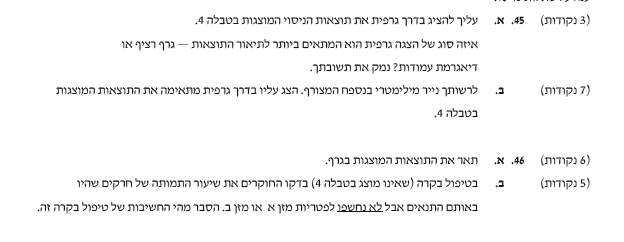 (3 נקודות) 45. א. עליך להציג בדרך גרפית את תוצאות הניסוי המוצגות בטבלה 4.
איזה סוג של הצגה גרפית הוא המתאים ביותר לתיאור התוצאות — גרף רציף או
דיאגרמת עמודות? נמק את תשובתך.
(7 נקודות) ב. לרשותך נייר מילימטרי בנספח המצורף. הצג עליו בדרך גרפית מתאימה את התוצאות המוצגות
בטבלה 4.
(6 נקודות) 46. א. תאר את התוצאות המוצגות בגרף.
(5 נקודות) ב. בטיפול בקרה (שאינו מוצג בטבלה 4) בדקו החוקרים את שיעור התמותה של חרקים שהיו
באותם התנאים אבל לא נחשפו לפטריות מזן א או מזן ב. הסבר מהי החשיבות של טיפול בקרה זה.